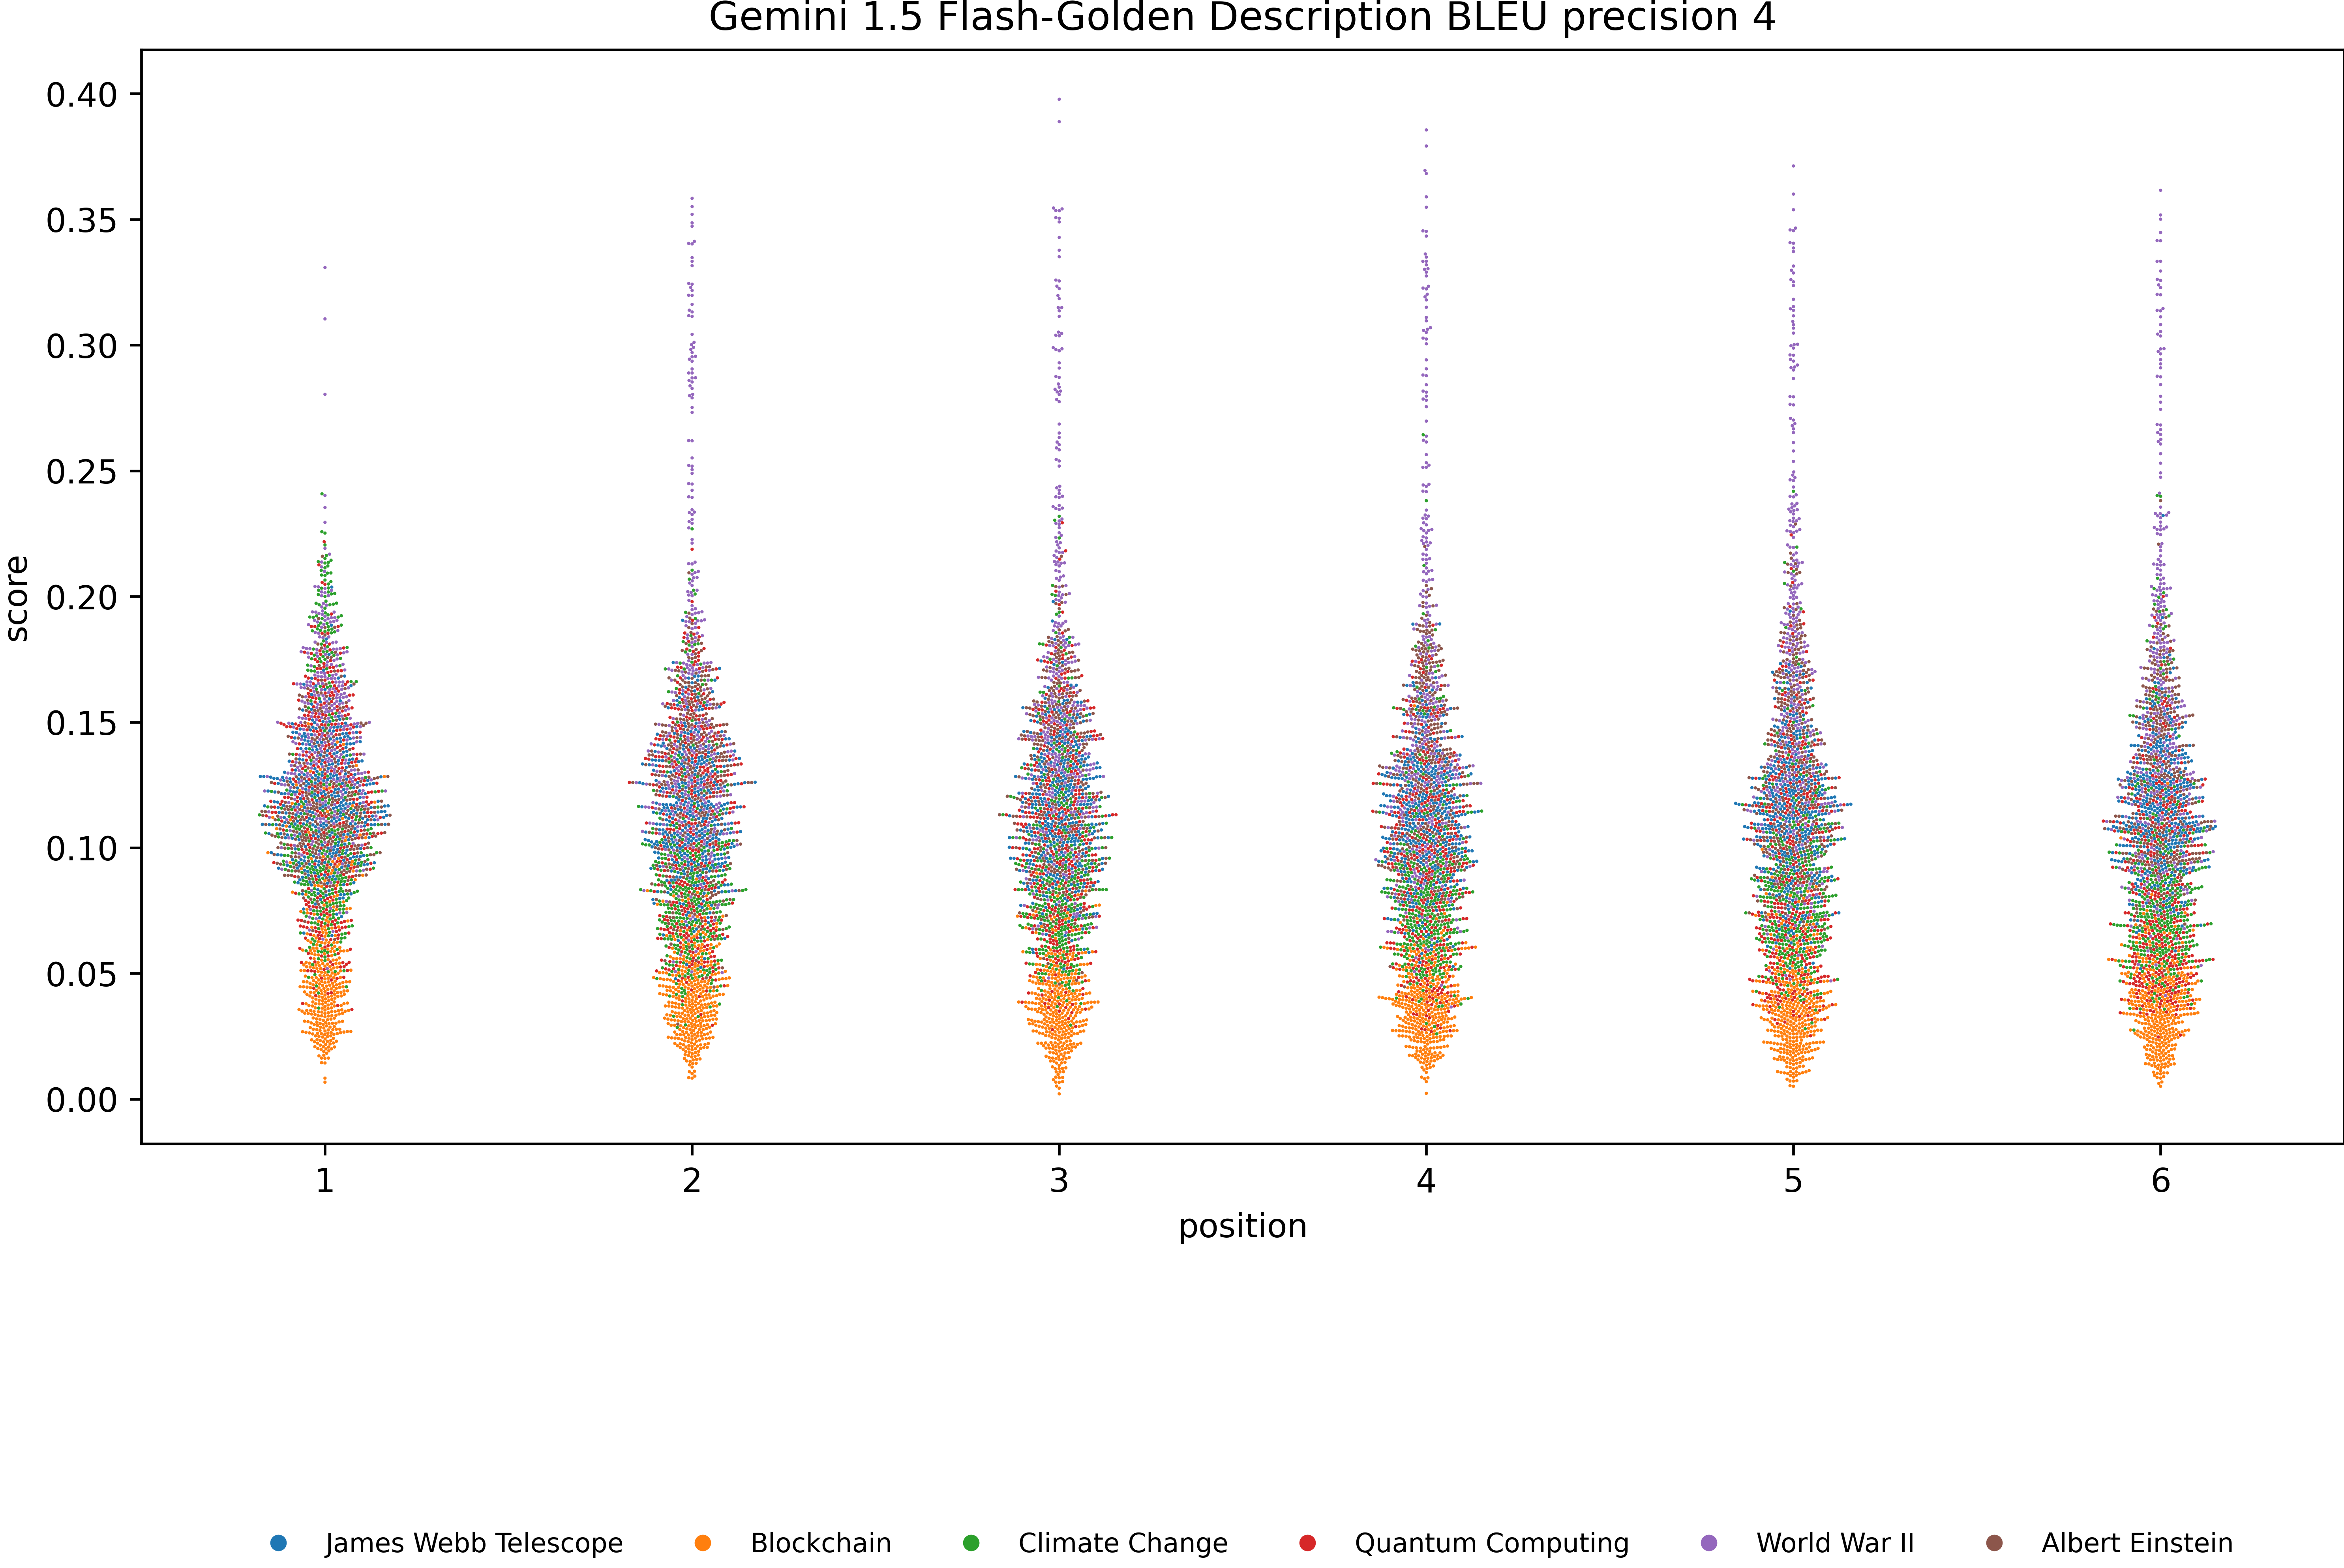 Gemini 1.5 Flash-Golden Description BLEU precision 4
0.40
0.35
0.30
0.25
0.20
0.15
0.10
0.05
0.00
score
1 2 3 4 5 6
position
James Webb Telescope Blockchain Climate Change Quantum Computing World War II Albert Einstein